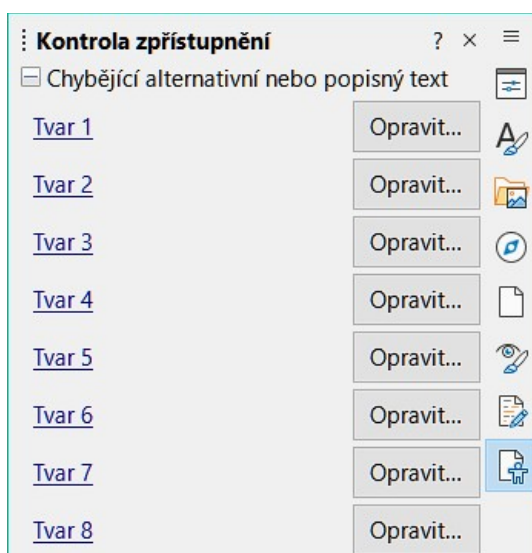 Kontrola zpřístupnění ? ×
Chybějící alternativní nebo popisný text
Tvar 1 Opravit...
Tvar 2 Opravit...
Tvar 3 Opravit...
Tvar 4 Opravit...
Tvar 5 Opravit...
Tvar 6 Opravit...
Tvar 7 Opravit...
Tvar 8 Opravit...